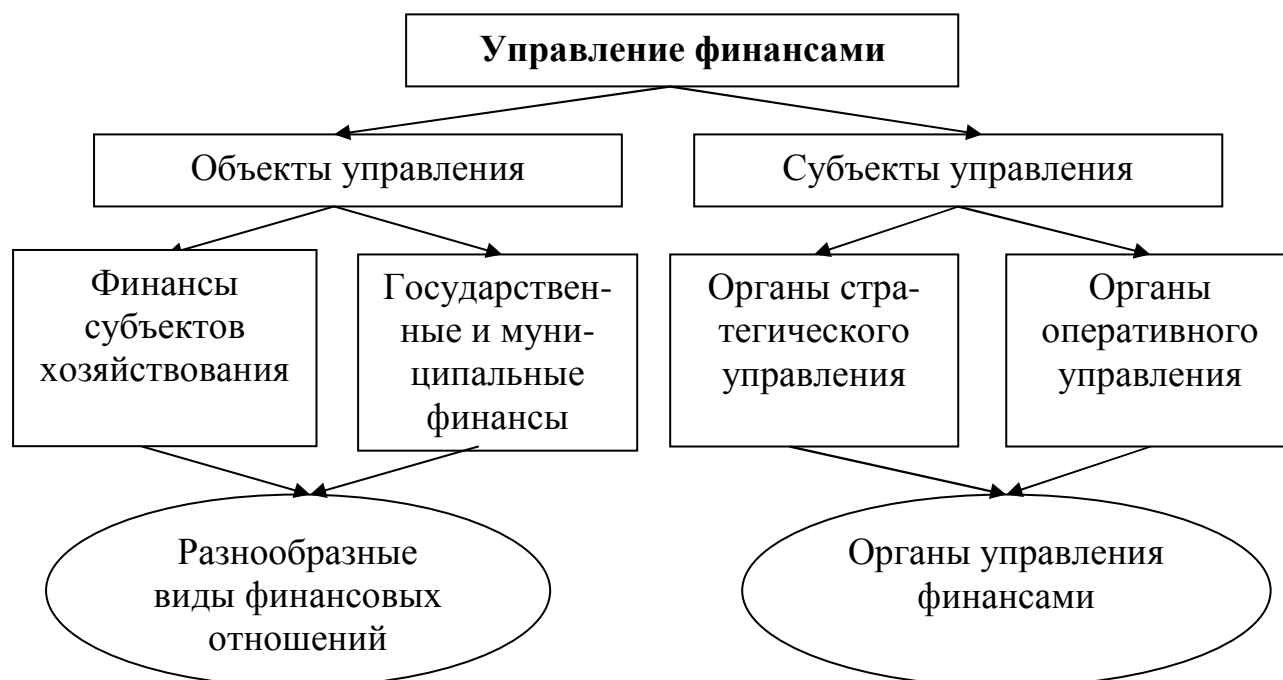 Управление финансами
Объекты управления
Субъекты управления
Финансы
субъектов
хозяйствования
Государствен-
ные и муни-
ципальные
финансы
Органы стра-
тегического
управления
Органы
оперативного
управления
Разнообразные
виды финансовых
отношений
Органы управления
финансами